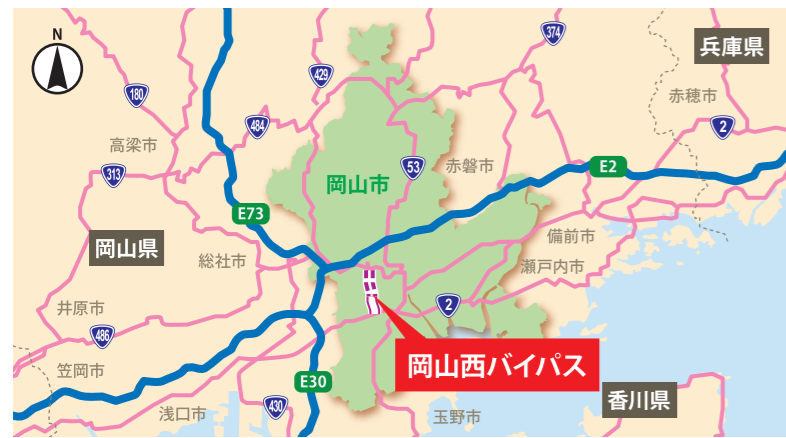 N
374
兵庫県
429
180
赤穂市
2
484
高梁市
53
赤磐市
E2
313
岡山市
E73
備前市
岡山県
総社市
瀬戸内市
井原市
2
486
岡山西バイパス
笠岡市
E30
香川県
430
浅口市
玉野市